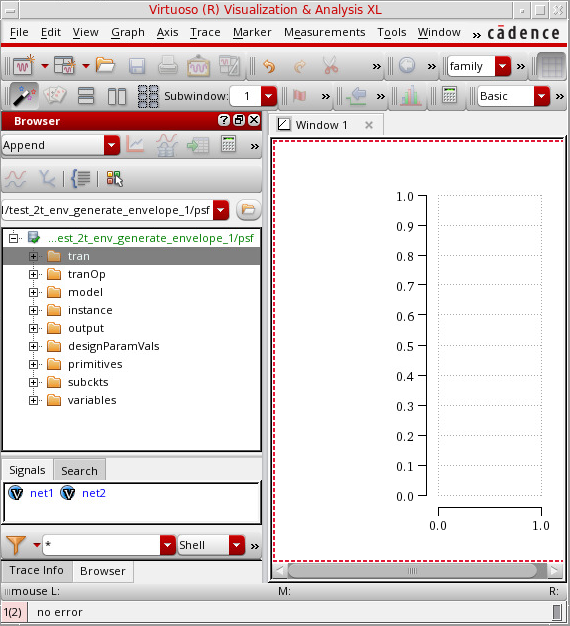 Virtuoso (R) Visualization & Analysis XL
File Edit View Graph Axis Trace Marker Measurements Tools Window » cādence
» family »
Subwindow: 1 » » Basic »
Browser
Window 1
Append »
l/test_2t_env_generate_envelope_1/psf
...est_2t_env_generate_envelope_1/psf
tran
tranOp
model
instance
output
designParamVals
primitives
subckts
variables
1.0
0.9
0.8
0.7
0.6
0.5
0.4
0.3
0.2
0.1
0.0
0.0 1.0
Signals Search
net1 net2
* Shell »
Trace Info Browser
mouse L: M: R:
1(2) no error